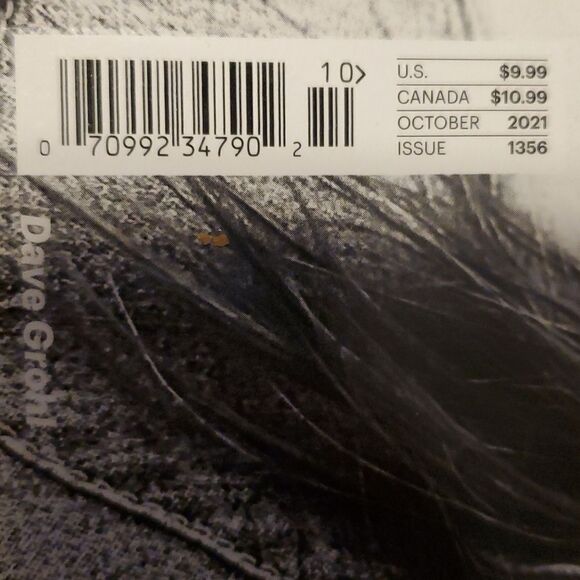 10>
0 70992 34790 2
U.S. $9.99
CANADA $10.99
OCTOBER 2021
ISSUE 1356
Dave Grohl